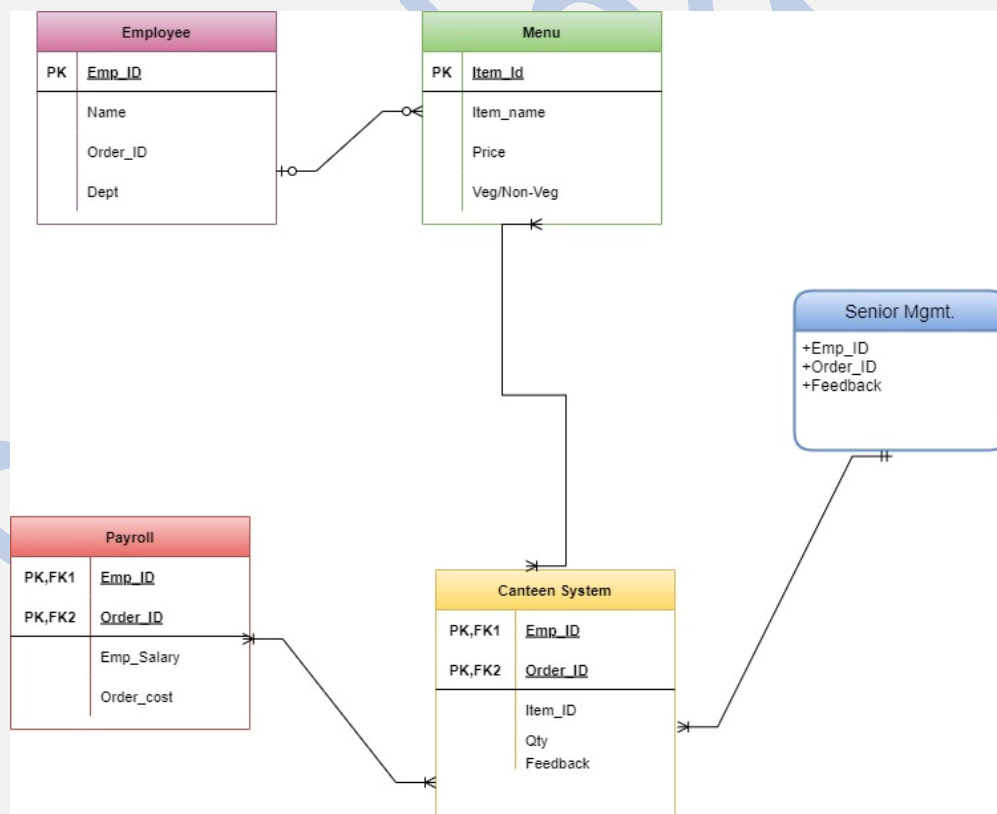 Employee
PK Emp_ID
Name
Order_ID
Dept
Menu
PK Item_Id
Item_name
Price
Veg/Non-Veg
Senior Mgmt.
+Emp_ID
+Order_ID
+Feedback
Payroll
PK,FK1 Emp_ID
PK,FK2 Order_ID
Emp_Salary
Order_cost
Canteen System
PK,FK1 Emp_ID
PK,FK2 Order_ID
Item_ID
Qty
Feedback